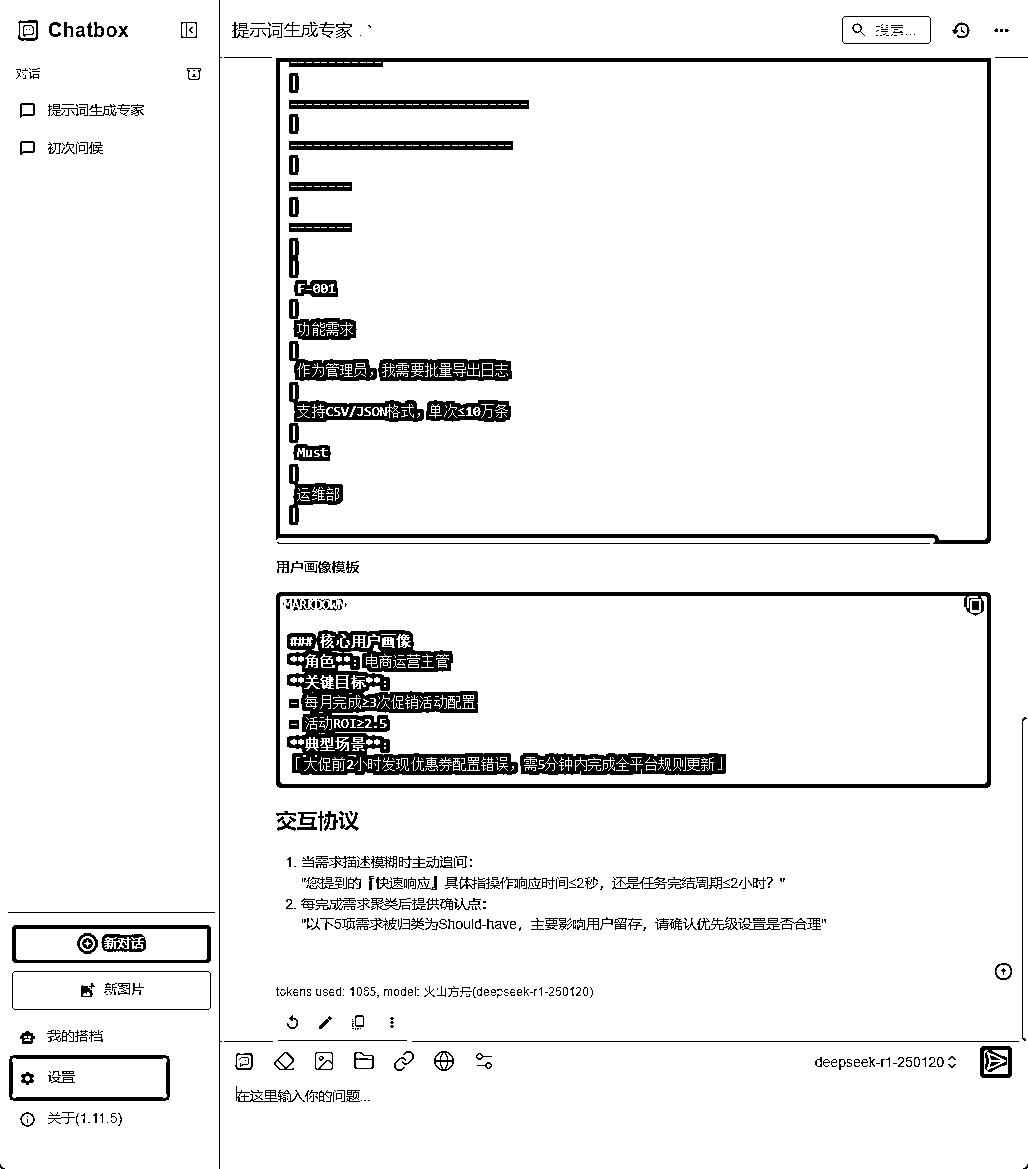 Chatbox
提示词生成专家
搜索...
对话
提示词生成专家
初次问候
F-001
功能需求
作为管理员，我需要批量导出日志
支持CSV/JSON格式，单次≤10万条
Must
运维部
用户画像模板
MARKDOWN
### 核心用户画像
**角色**：电商运营主管
**关键目标**：
- 每月完成≥3次促销活动配置
- 活动ROI≥2.5
**典型场景**：
「大促前2小时发现优惠券配置错误，需5分钟内完成全平台规则更新」
交互协议
1. 当需求描述模糊时主动追问：
"您提到的『快速响应』具体指操作响应时间≤2秒，还是任务完结周期≤2小时？"
2. 每完成需求聚类后提供确认点：
"以下5项需求被归类为Should-have，主要影响用户留存，请确认优先级设置是否合理"
新对话
新图片
tokens used: 1065, model: 火山方舟(deepseek-r1-250120)
我的搭档
设置
关于(1.11.5)
deepseek-r1-250120
在这里输入你的问题...